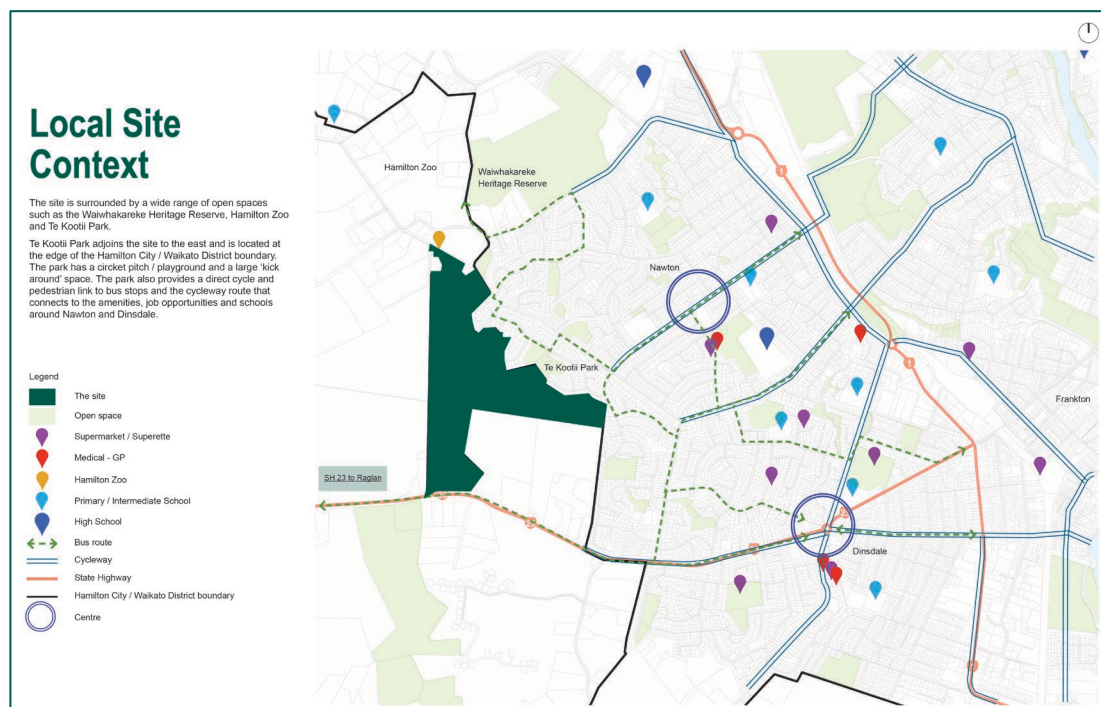 Local Site
Context
The site is surrounded by a wide range of open spaces
such as the Waiwhakareke Heritage Reserve, Hamilton Zoo
and Te Kootii Park.
Te Kootii Park adjoins the site to the east and is located at
the edge of the Hamilton City / Waikato District boundary.
The park has a circket pitch / playground and a large ‘kick
around’ space. The park also provides a direct cycle and
pedestrian link to bus stops and the cycleway route that
connects to the amenities, job opportunities and schools
around Nawton and Dinsdale.
Legend
The site
Open space
Supermarket / Superette
Medical - GP
Hamilton Zoo
Primary / Intermediate School
High School
Bus route
Cycleway
State Highway
Hamilton City / Waikato District boundary
Centre
Hamilton Zoo
Waiwhakareke
Heritage Reserve
1
Nawton
Te Kootii Park
1
Frankton
SH 23 to Raglan
Dinsdale